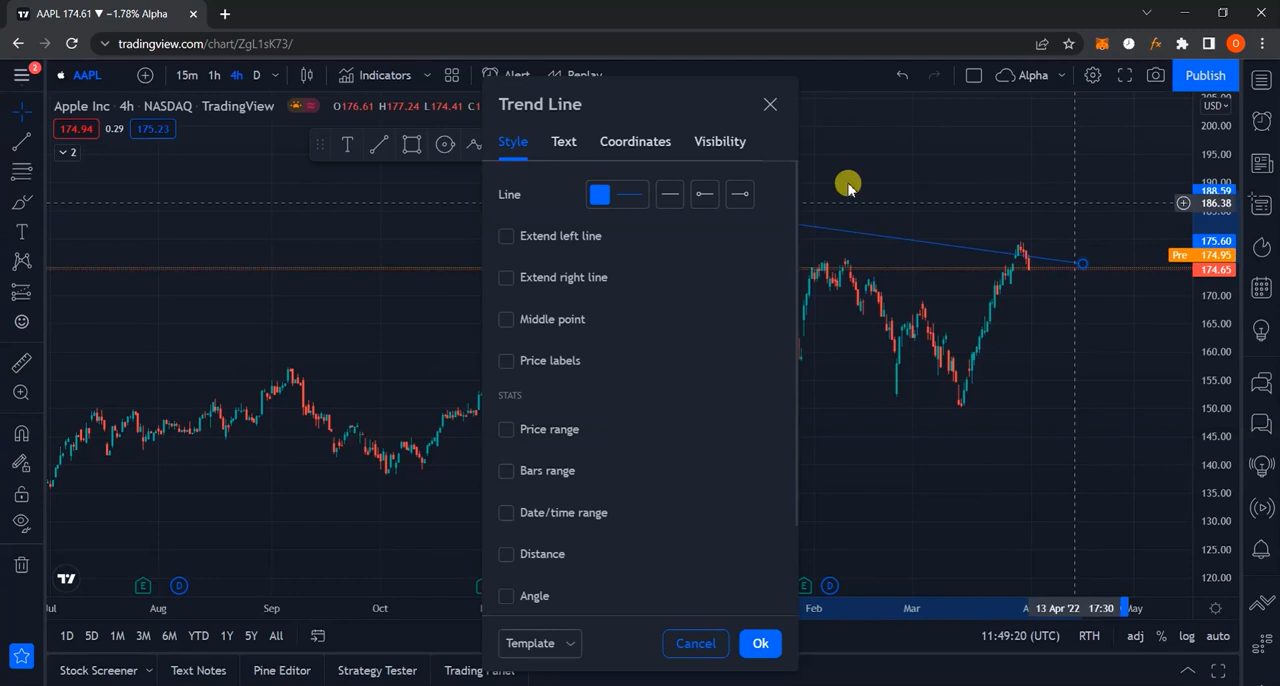 AAPL 174.61 ▼ −1.78% Alpha
tradingview.com/chart/ZgL1sK73/
2
AAPL
15m 1h 4h D
Indicators
Alert
Replay
Alpha
Publish
Apple Inc · 4h · NASDAQ · TradingView
O176.61 H177.24 L174.41 C1
174.94 0.29 175.23
2
Trend Line
Style Text Coordinates Visibility
Line
Extend left line
Extend right line
Middle point
Price labels
STATS
Price range
Bars range
Date/time range
Distance
Angle
Template
Cancel
Ok
205.00
USD
200.00
195.00
190.00
188.59
186.38
185.00
175.60
Pre 174.95
174.65
170.00
165.00
160.00
155.00
150.00
145.00
140.00
135.00
130.00
125.00
120.00
E D E D
Jul Aug Sep Oct Feb Mar A 13 Apr '22 17:30 May
1D 5D 1M 3M 6M YTD 1Y 5Y All
11:49:20 (UTC) RTH adj % log auto
Stock Screener Text Notes Pine Editor Strategy Tester Trading Panel